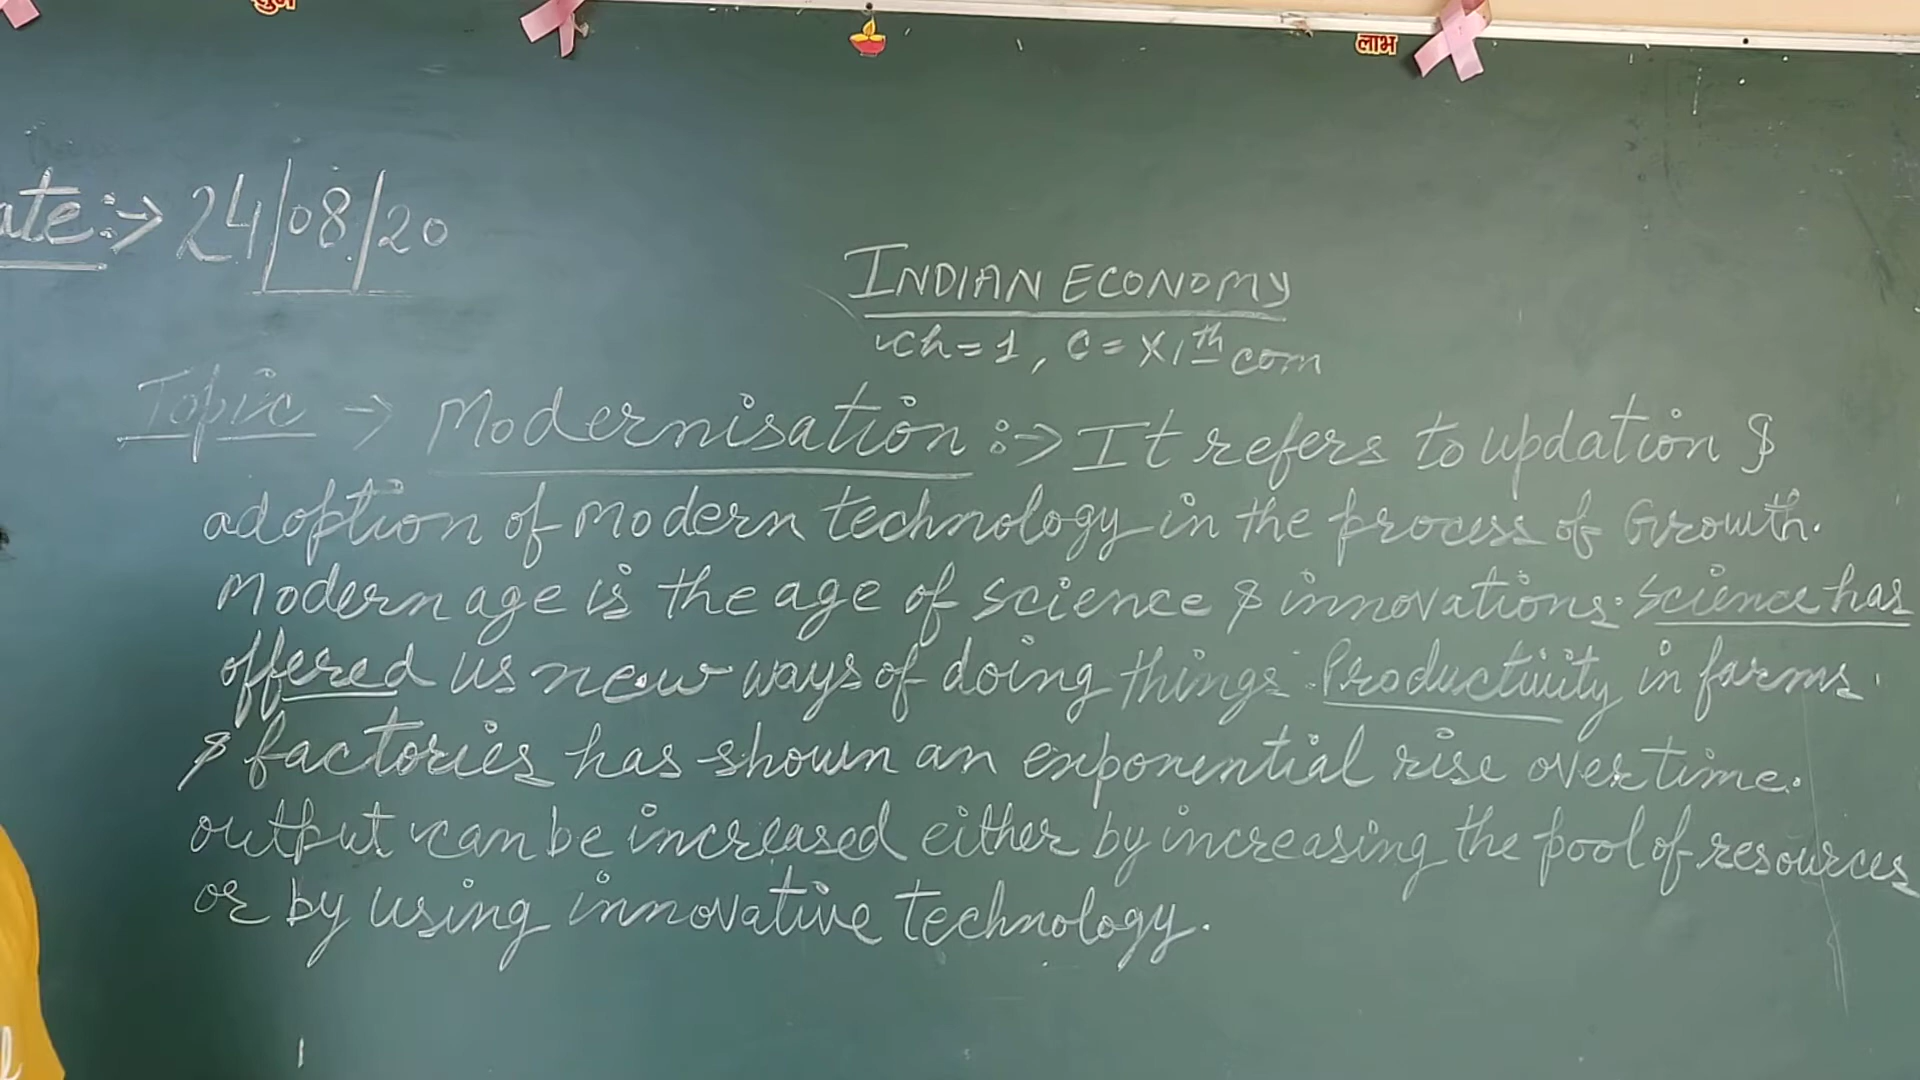 शुभ
लाभ
ate :-> 24/08/20
INDIAN ECONOMY
Ch=1, C=XIth com
Topic -> Modernisation :-> It refers to updation &
adoption of Modern technology in the process of Growth.
Modern age is the age of science & innovations. Science has
offered us new ways of doing things. Productivity in farms
& factories has shown an exponential rise over time.
output can be increased either by increasing the pool of resources
or by using innovative technology.